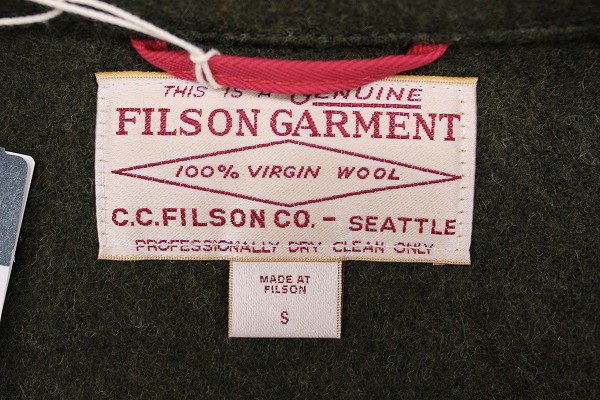 THIS IS A GENUINE
FILSON GARMENT
100% VIRGIN WOOL
C.C.FILSON CO. - SEATTLE
PROFESSIONALLY DRY CLEAN ONLY
MADE AT
FILSON
S